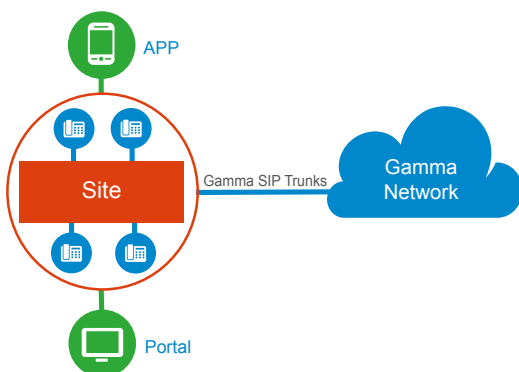 APP
Site
Gamma SIP Trunks
Gamma
Network
Portal